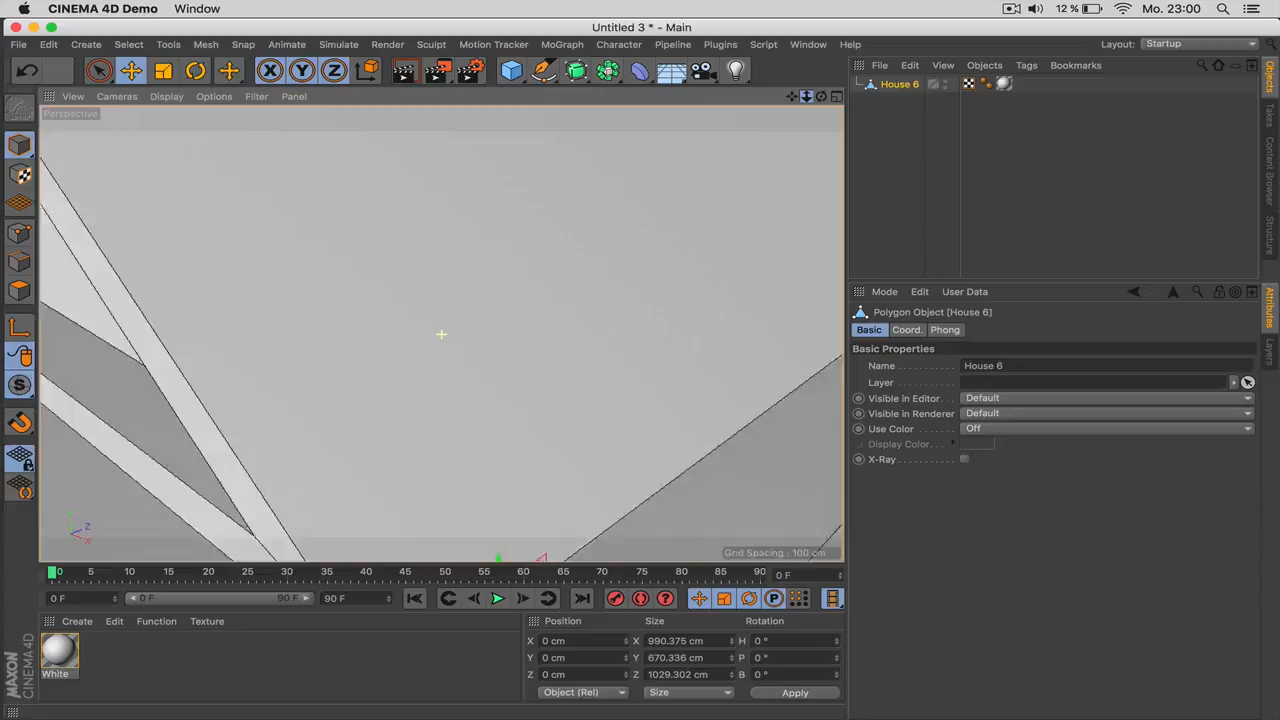 CINEMA 4D Demo Window 12 % Mo. 23:00
Untitled 3 * - Main
File Edit Create Select Tools Mesh Snap Animate Simulate Render Sculpt Motion Tracker MoGraph Character Pipeline Plugins Script Window Help Layout: Startup
X Y Z
View Cameras Display Options Filter Panel
File Edit View Objects Tags Bookmarks
Perspective
House 6
Objects
Takes
Content Browser
Structure
Mode Edit User Data
Polygon Object [House 6]
Basic Coord. Phong
Basic Properties
Name House 6
Layer
Visible in Editor Default
Visible in Renderer Default
Use Color Off
Display Color
X-Ray
Attributes
Layers
S
Y Z X
Grid Spacing : 100 cm
0 5 10 15 20 25 30 35 40 45 50 55 60 65 70 75 80 85 90 0 F
0 F 0 F 90 F 90 F P
Create Edit Function Texture
White
Position Size Rotation
X 0 cm X 990.375 cm H 0 °
Y 0 cm Y 670.336 cm P 0 °
Z 0 cm Z 1029.302 cm B 0 °
Object (Rel) Size Apply
MAXON
CINEMA 4D